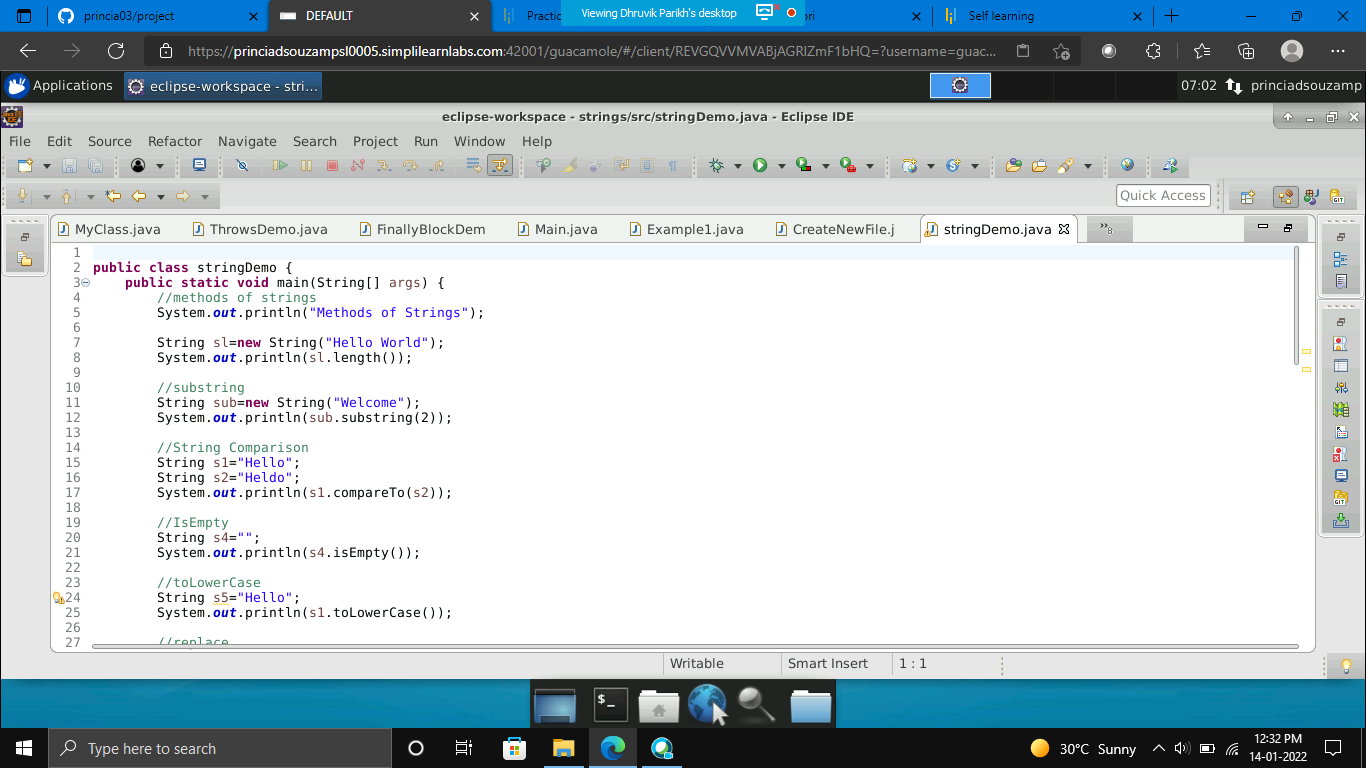 princia03/project
DEFAULT
Practic
Viewing Dhruvik Parikh's desktop
ori
Self learning
https://princiadsouzampsl0005.simplilearnlabs.com:42001/guacamole/#/client/REVGQVVMVABjAGRlZmF1bHQ=?username=guac...
Applications
eclipse-workspace - stri...
07:02
princiadsouzamp
eclipse-workspace - strings/src/stringDemo.java - Eclipse IDE
File Edit Source Refactor Navigate Search Project Run Window Help
Quick Access
MyClass.java ThrowsDemo.java FinallyBlockDem Main.java Example1.java CreateNewFile.j stringDemo.java »8
1
2 public class stringDemo {
3 public static void main(String[] args) {
4 //methods of strings
5 System.out.println("Methods of Strings");
6
7 String sl=new String("Hello World");
8 System.out.println(sl.length());
9
10 //substring
11 String sub=new String("Welcome");
12 System.out.println(sub.substring(2));
13
14 //String Comparison
15 String s1="Hello";
16 String s2="Heldo";
17 System.out.println(s1.compareTo(s2));
18
19 //IsEmpty
20 String s4="";
21 System.out.println(s4.isEmpty());
22
23 //toLowerCase
24 String s5="Hello";
25 System.out.println(s1.toLowerCase());
26
27 //replace
Writable Smart Insert 1 : 1
Type here to search
30°C Sunny
12:32 PM
14-01-2022